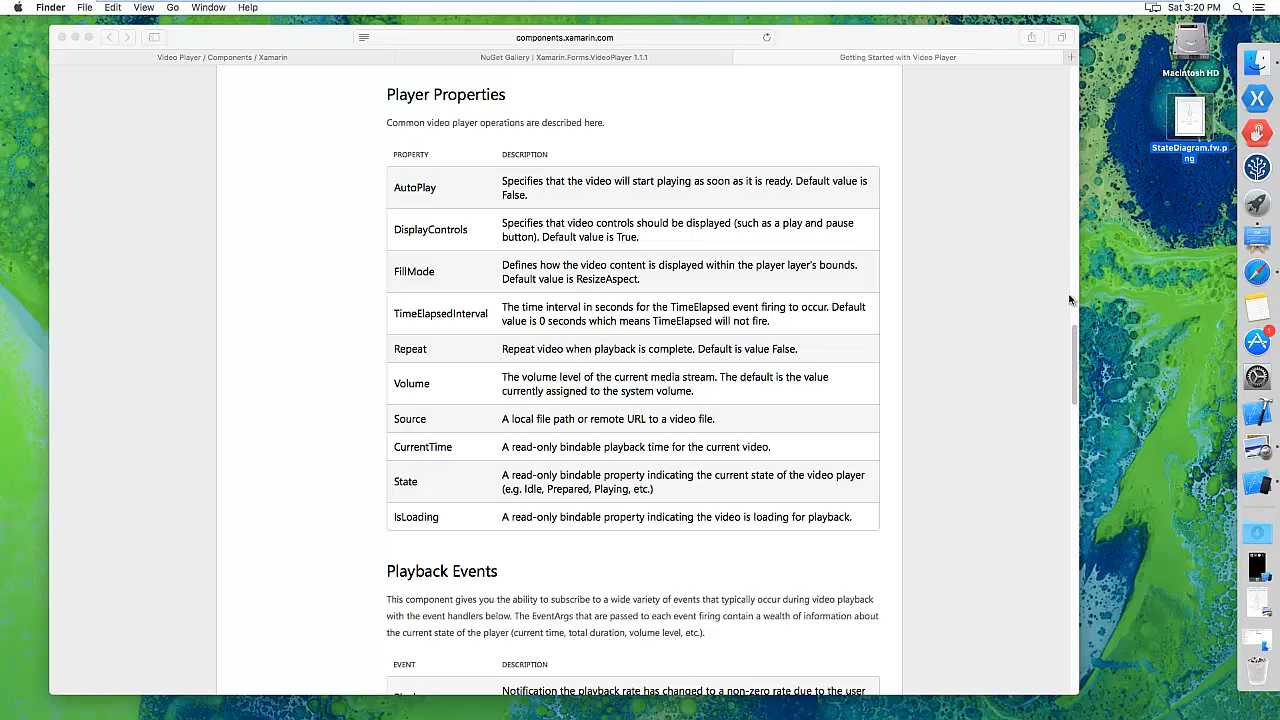 Finder File Edit View Go Window Help
Sat 3:20 PM
components.xamarin.com
Video Player / Components / Xamarin
NuGet Gallery | Xamarin.Forms.VideoPlayer 1.1.1
Getting Started with Video Player
+
Macintosh HD
StateDiagram.fw.p
ng
1
Player Properties
Common video player operations are described here.
PROPERTY DESCRIPTION
AutoPlay
Specifies that the video will start playing as soon as it is ready. Default value is
False.
DisplayControls
Specifies that video controls should be displayed (such as a play and pause
button). Default value is True.
FillMode
Defines how the video content is displayed within the player layer's bounds.
Default value is ResizeAspect.
TimeElapsedInterval
The time interval in seconds for the TimeElapsed event firing to occur. Default
value is 0 seconds which means TimeElapsed will not fire.
Repeat
Repeat video when playback is complete. Default is value False.
Volume
The volume level of the current media stream. The default is the value
currently assigned to the system volume.
Source
A local file path or remote URL to a video file.
CurrentTime
A read-only bindable playback time for the current video.
State
A read-only bindable property indicating the current state of the video player
(e.g. Idle, Prepared, Playing, etc.)
IsLoading
A read-only bindable property indicating the video is loading for playback.
Playback Events
This component gives you the ability to subscribe to a wide variety of events that typically occur during video playback
with the event handlers below. The EventArgs that are passed to each event firing contain a wealth of information about
the current state of the player (current time, total duration, volume level, etc.).
EVENT DESCRIPTION
Notification the playback rate has changed to a non-zero rate due to the user